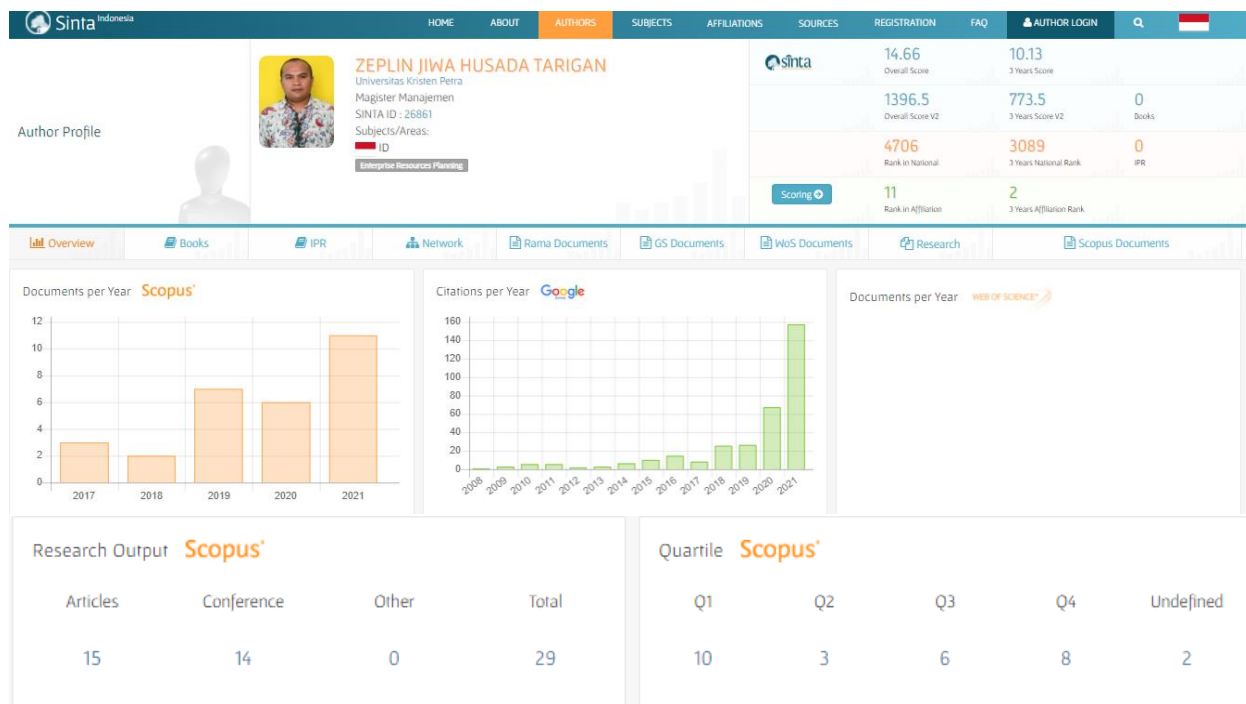 Sinta Indonesia
HOME ABOUT AUTHORS SUBJECTS AFFILIATIONS SOURCES REGISTRATION FAQ AUTHOR LOGIN
Author Profile
ZEPLIN JIWA HUSADA TARIGAN
Universitas Kristen Petra
Magister Manajemen
SINTA ID : 26861
Subjects/Areas:
ID
Enterprise Resources Planning
sinta
14.66 10.13
Overall Score 3 Years Score
1396.5 773.5 0
Overall Score V2 3 Years Score V2 Books
4706 3089 0
Rank in National 3 Years National Rank IPR
Scoring
11 2
Rank in Affiliation 3 Years Affiliation Rank
Overview Books IPR Network Rama Documents GS Documents WoS Documents Research Scopus Documents
Documents per Year Scopus
12
10
8
6
4
2
0
2017 2018 2019 2020 2021
Citations per Year Google
160
140
120
100
80
60
40
20
0
2008 2009 2010 2011 2012 2013 2014 2015 2016 2017 2018 2019 2020 2021
Documents per Year WEB OF SCIENCE
Research Output Scopus
Articles Conference Other Total
15 14 0 29
Quartile Scopus
Q1 Q2 Q3 Q4 Undefined
10 3 6 8 2